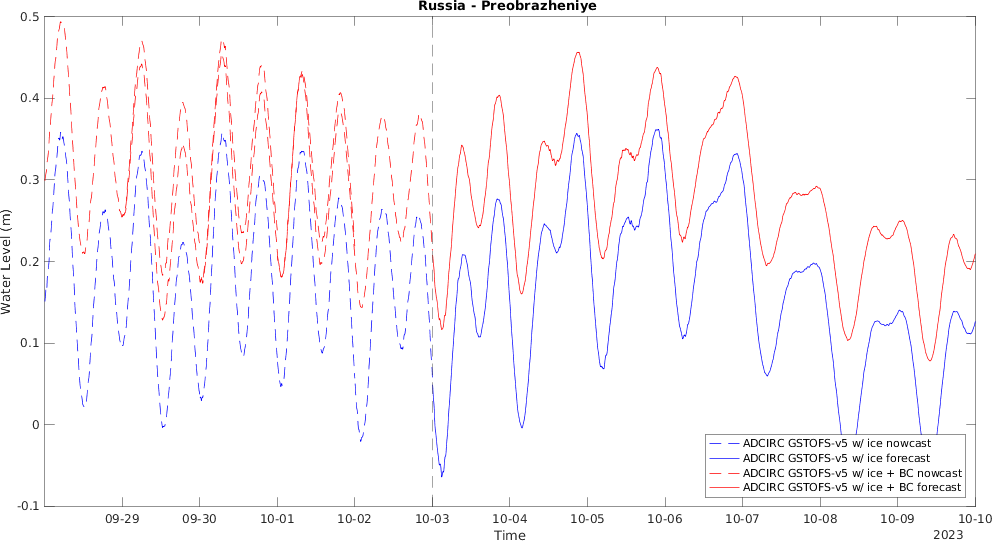 Russia - Preobrazheniye
Water Level (m)
0.5
0.4
0.3
0.2
0.1
0
-0.1
ADCIRC GSTOFS-v5 w/ ice nowcast
ADCIRC GSTOFS-v5 w/ ice forecast
ADCIRC GSTOFS-v5 w/ ice + BC nowcast
ADCIRC GSTOFS-v5 w/ ice + BC forecast
09-29 09-30 10-01 10-02 10-03 10-04 10-05 10-06 10-07 10-08 10-09 10-10
Time
2023